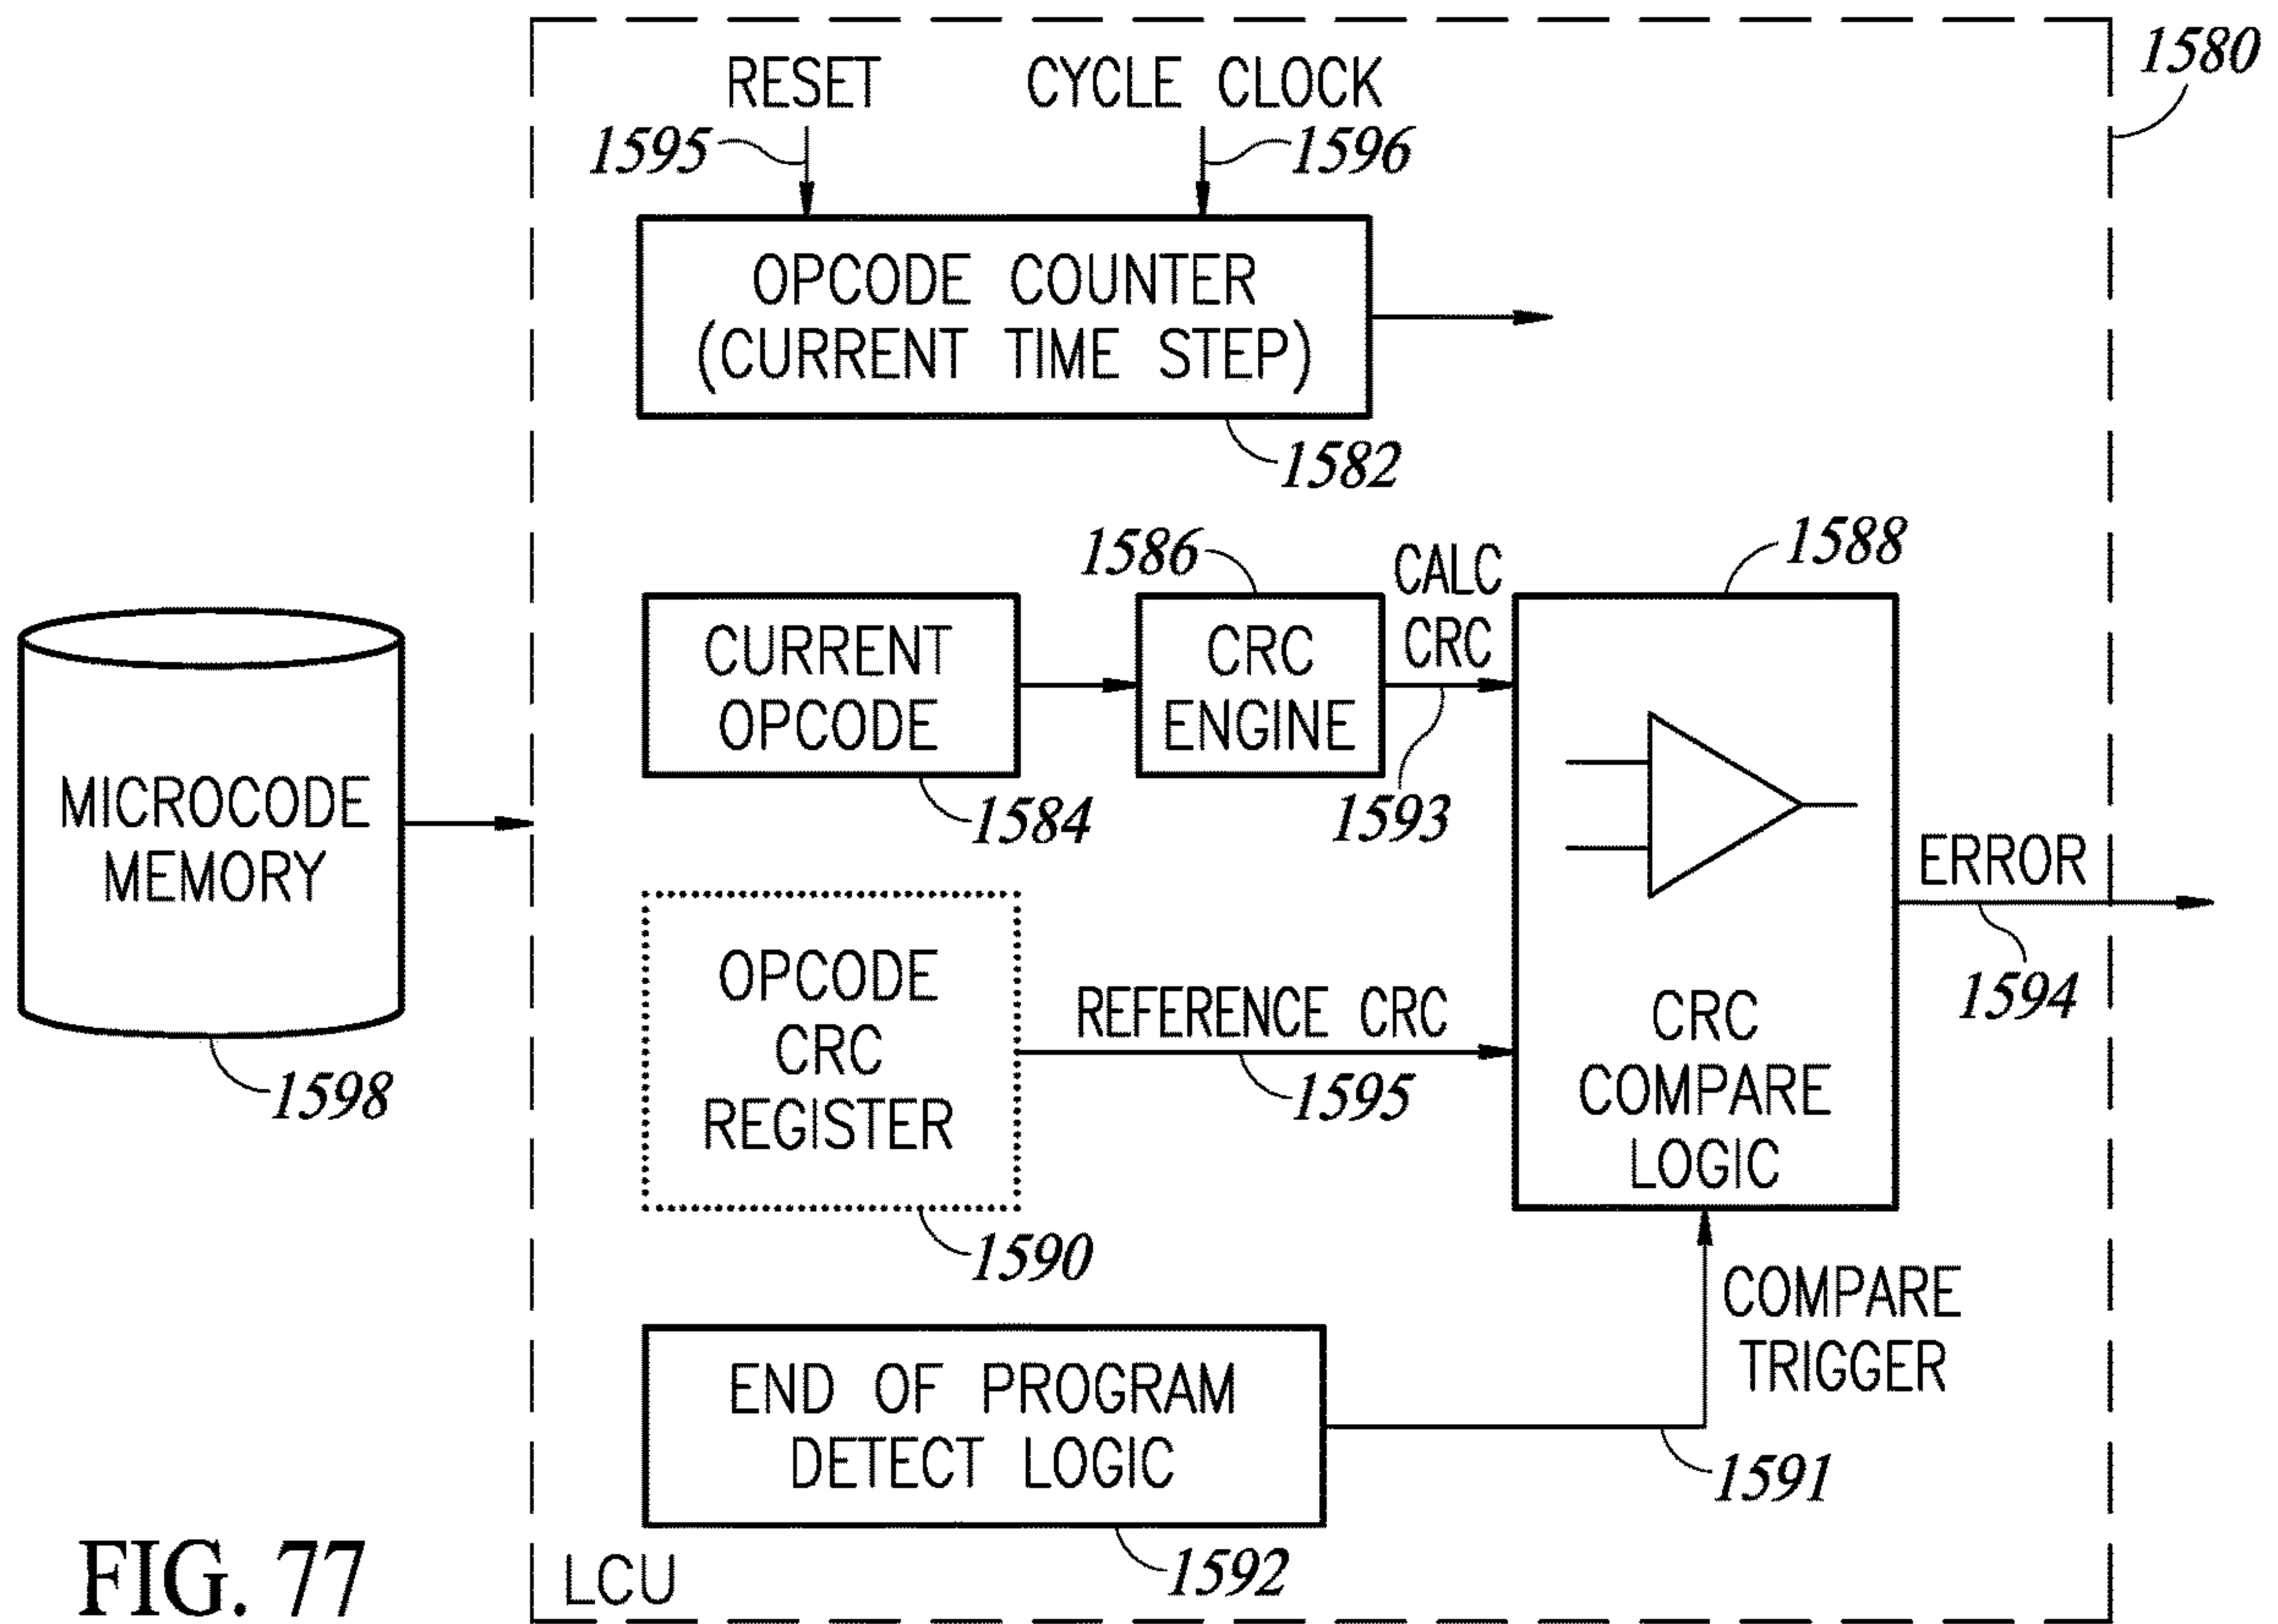 1580
RESET
CYCLE CLOCK
1595
1596
OPCODE COUNTER
(CURRENT TIME STEP)
1582
1586
CALC
CRC
1588
CURRENT
OPCODE
CRC
ENGINE
1584
1593
MICROCODE
MEMORY
1598
ERROR
1594
OPCODE
CRC
REGISTER
REFERENCE CRC
1595
CRC
COMPARE
LOGIC
1590
COMPARE
TRIGGER
END OF PROGRAM
DETECT LOGIC
1591
1592
LCU
FIG. 77